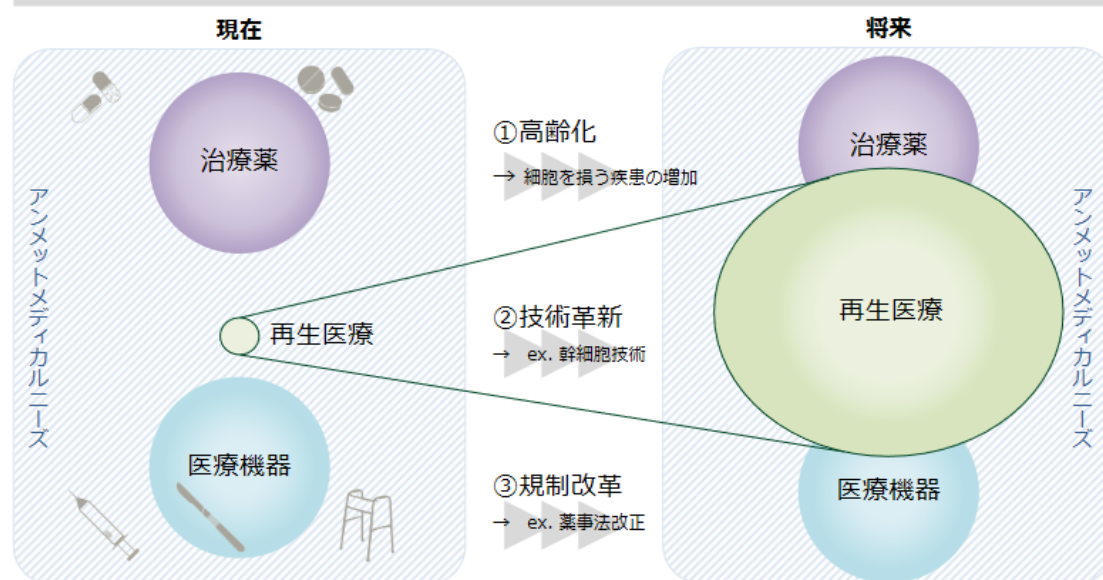 現在
将来
アンメットメディカルニーズ
治療薬
再生医療
医療機器
①高齢化
→ 細胞を損う疾患の増加
②技術革新
→ ex. 幹細胞技術
③規制改革
→ ex. 薬事法改正
治療薬
再生医療
医療機器
アンメットメディカルニーズ